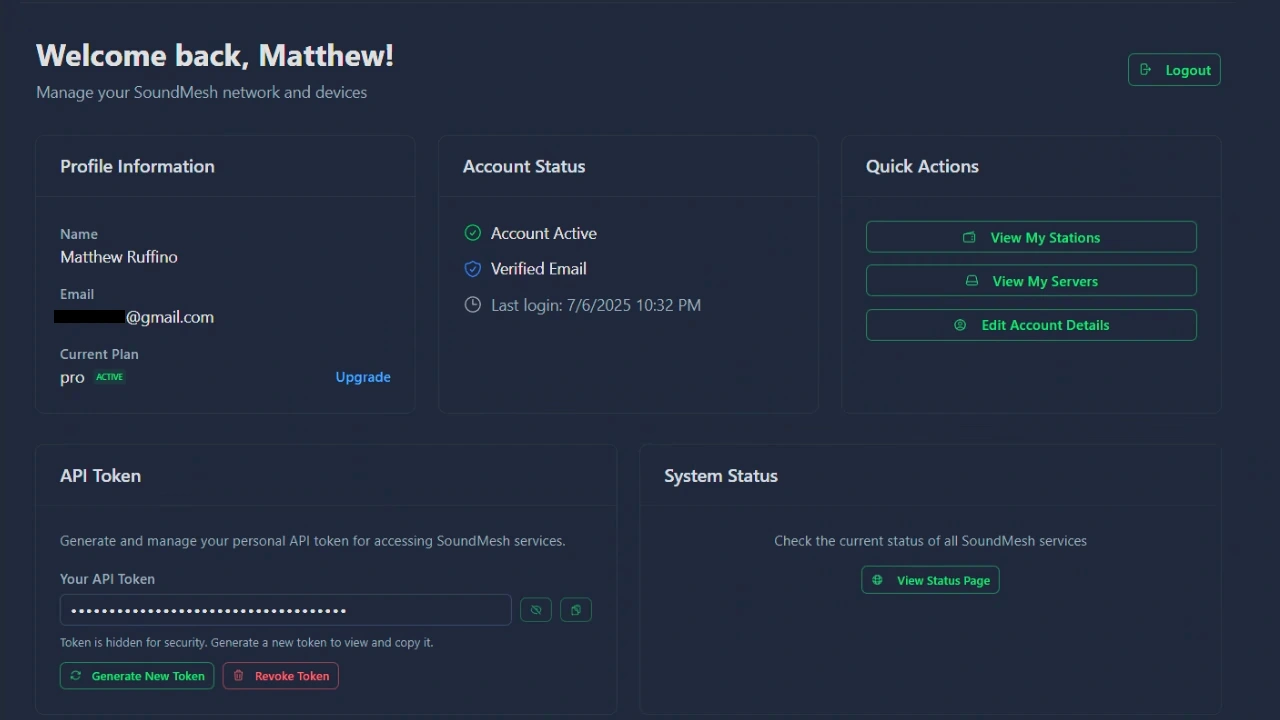 Welcome back, Matthew!
Manage your SoundMesh network and devices
Logout
Profile Information
Name
Matthew Ruffino
Email
@gmail.com
Current Plan
pro ACTIVE
Upgrade
Account Status
Account Active
Verified Email
Last login: 7/6/2025 10:32 PM
Quick Actions
View My Stations
View My Servers
Edit Account Details
API Token
Generate and manage your personal API token for accessing SoundMesh services.
Your API Token
••••••••••••••••••••••••••••••••••••
Token is hidden for security. Generate a new token to view and copy it.
Generate New Token
Revoke Token
System Status
Check the current status of all SoundMesh services
View Status Page